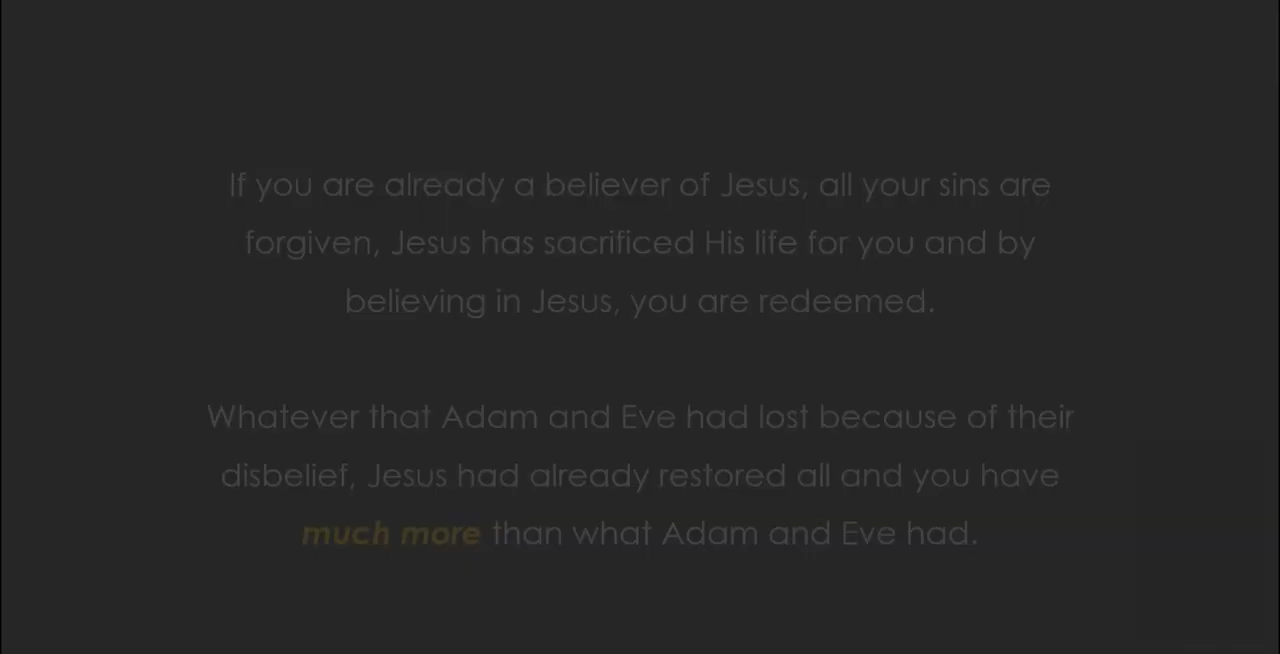 If you are already a believer of Jesus, all your sins are
forgiven, Jesus has sacrificed His life for you and by
believing in Jesus, you are redeemed.
Whatever that Adam and Eve had lost because of their
disbelief, Jesus had already restored all and you have
much more than what Adam and Eve had.